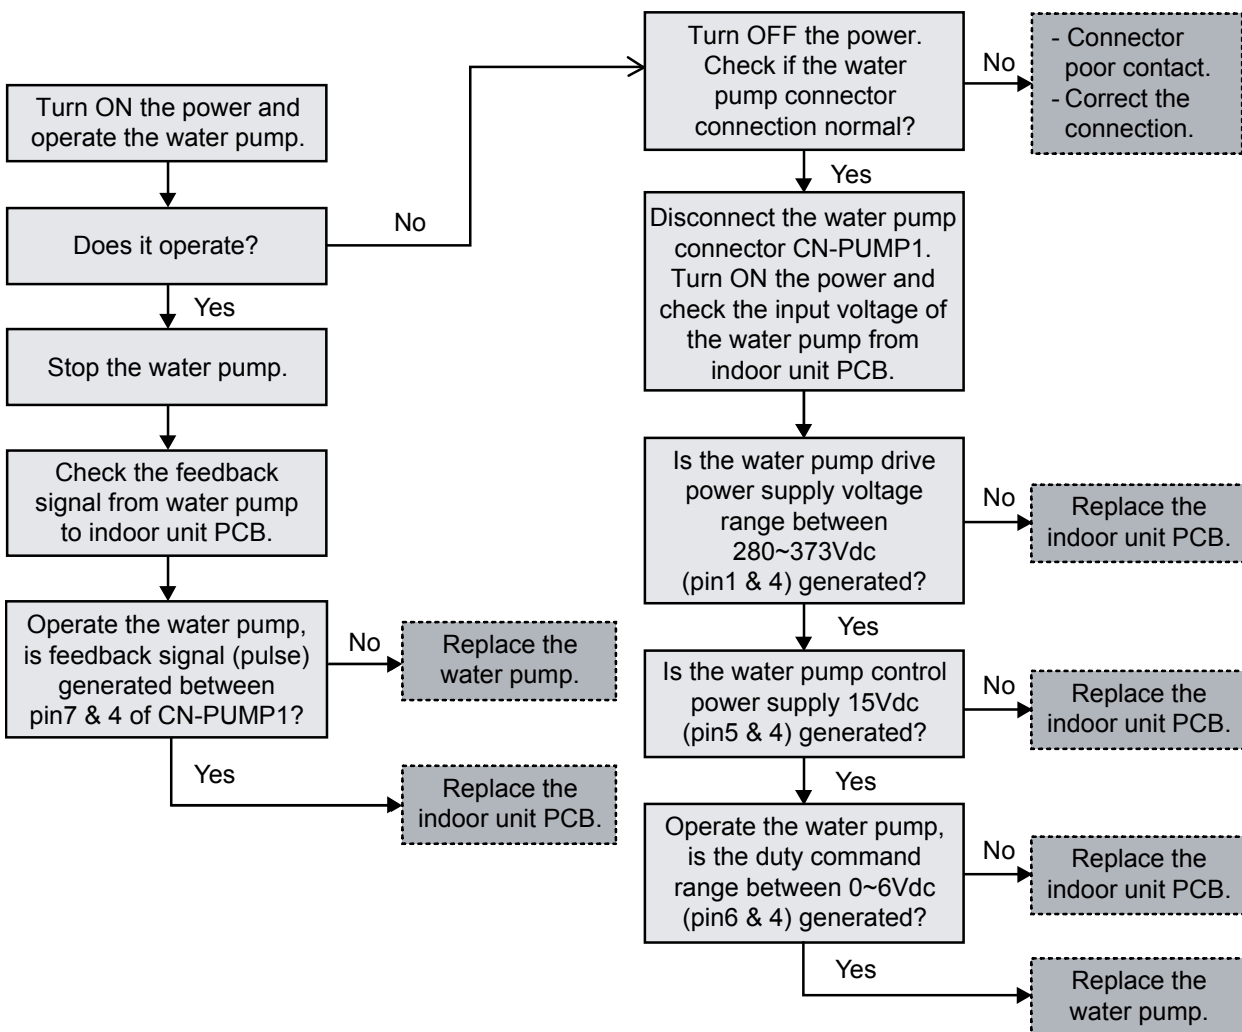 Turn ON the power and
operate the water pump.
Does it operate?
No
Yes
Stop the water pump.
Check the feedback
signal from water pump
to indoor unit PCB.
Operate the water pump,
is feedback signal (pulse)
generated between
pin7 & 4 of CN-PUMP1?
No
Replace the
water pump.
Yes
Replace the
indoor unit PCB.
Turn OFF the power.
Check if the water
pump connector
connection normal?
No
- Connector
poor contact.
- Correct the
connection.
Yes
Disconnect the water pump
connector CN-PUMP1.
Turn ON the power and
check the input voltage of
the water pump from
indoor unit PCB.
Is the water pump drive
power supply voltage
range between
280~373Vdc
(pin1 & 4) generated?
No
Replace the
indoor unit PCB.
Yes
Is the water pump control
power supply 15Vdc
(pin5 & 4) generated?
No
Replace the
indoor unit PCB.
Yes
Operate the water pump,
is the duty command
range between 0~6Vdc
(pin6 & 4) generated?
No
Replace the
indoor unit PCB.
Yes
Replace the
water pump.